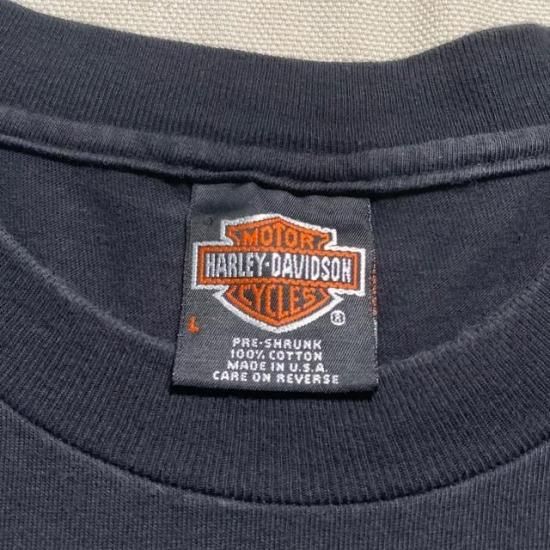 MOTOR
HARLEY-DAVIDSON
CYCLES
®
L
PRE-SHRUNK
100% COTTON
MADE IN U.S.A.
CARE ON REVERSE